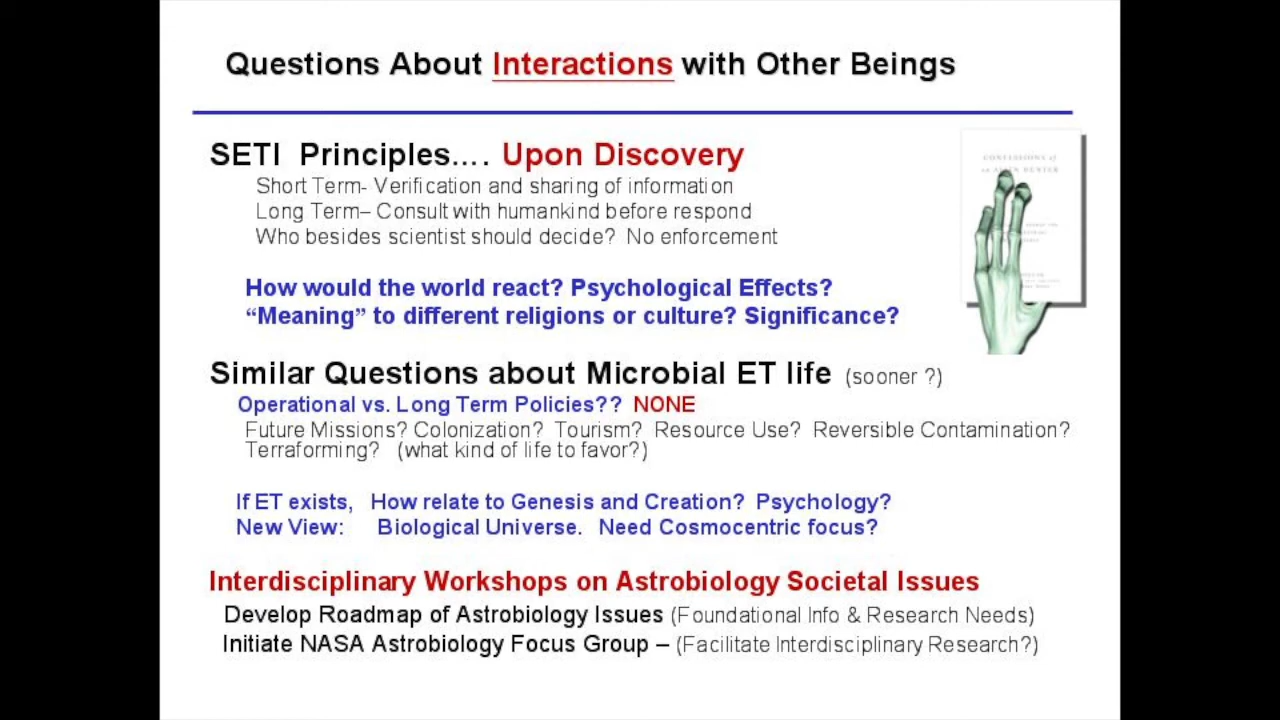 Questions About Interactions with Other Beings
SETI Principles.... Upon Discovery
Short Term- Verification and sharing of information
Long Term– Consult with humankind before respond
Who besides scientist should decide? No enforcement
CONFESSIONS of
How would the world react? Psychological Effects?
“Meaning” to different religions or culture? Significance?
Similar Questions about Microbial ET life (sooner ?)
Operational vs. Long Term Policies?? NONE
Future Missions? Colonization? Tourism? Resource Use? Reversible Contamination?
Terraforming? (what kind of life to favor?)
If ET exists, How relate to Genesis and Creation? Psychology?
New View: Biological Universe. Need Cosmocentric focus?
Interdisciplinary Workshops on Astrobiology Societal Issues
Develop Roadmap of Astrobiology Issues (Foundational Info & Research Needs)
Initiate NASA Astrobiology Focus Group – (Facilitate Interdisciplinary Research?)